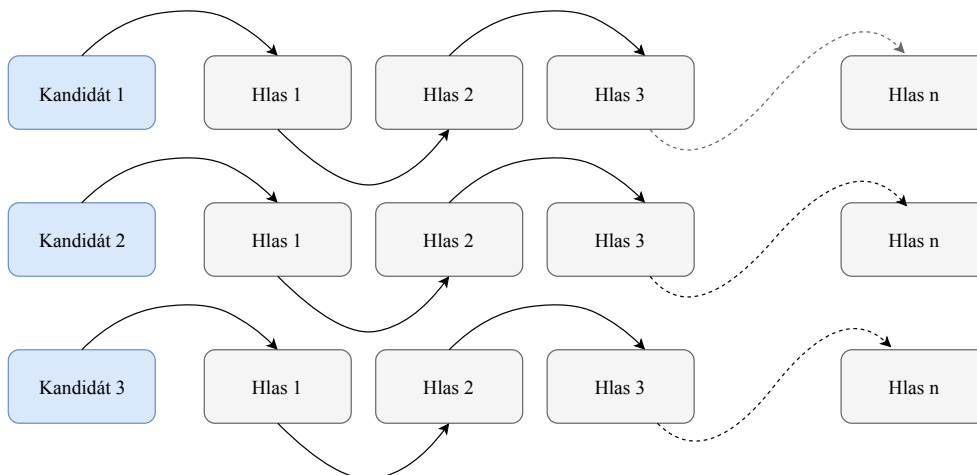 Kandidát 1 Hlas 1 Hlas 2 Hlas 3 Hlas n
Kandidát 2 Hlas 1 Hlas 2 Hlas 3 Hlas n
Kandidát 3 Hlas 1 Hlas 2 Hlas 3 Hlas n